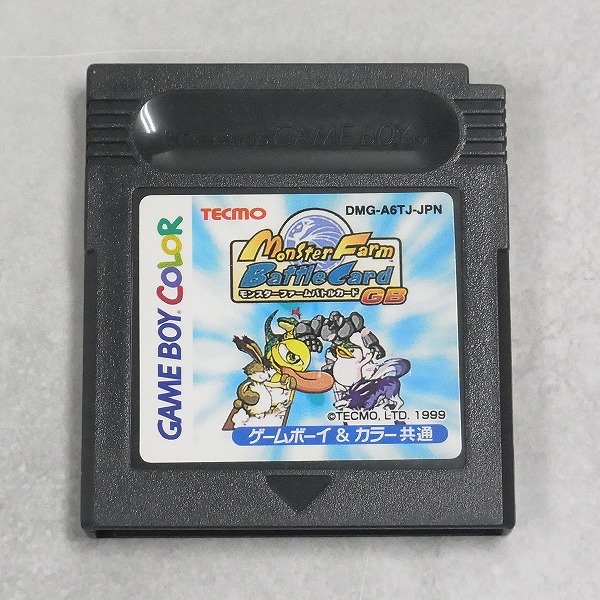 Nintendo GAME BOY
TECMO
DMG-A6TJ-JPN
Monster Farm
Battle Card
モンスターファームバトルカード
GB
©TECMO, LTD. 1999
ゲームボーイ & カラー共通
GAME BOY COLOR